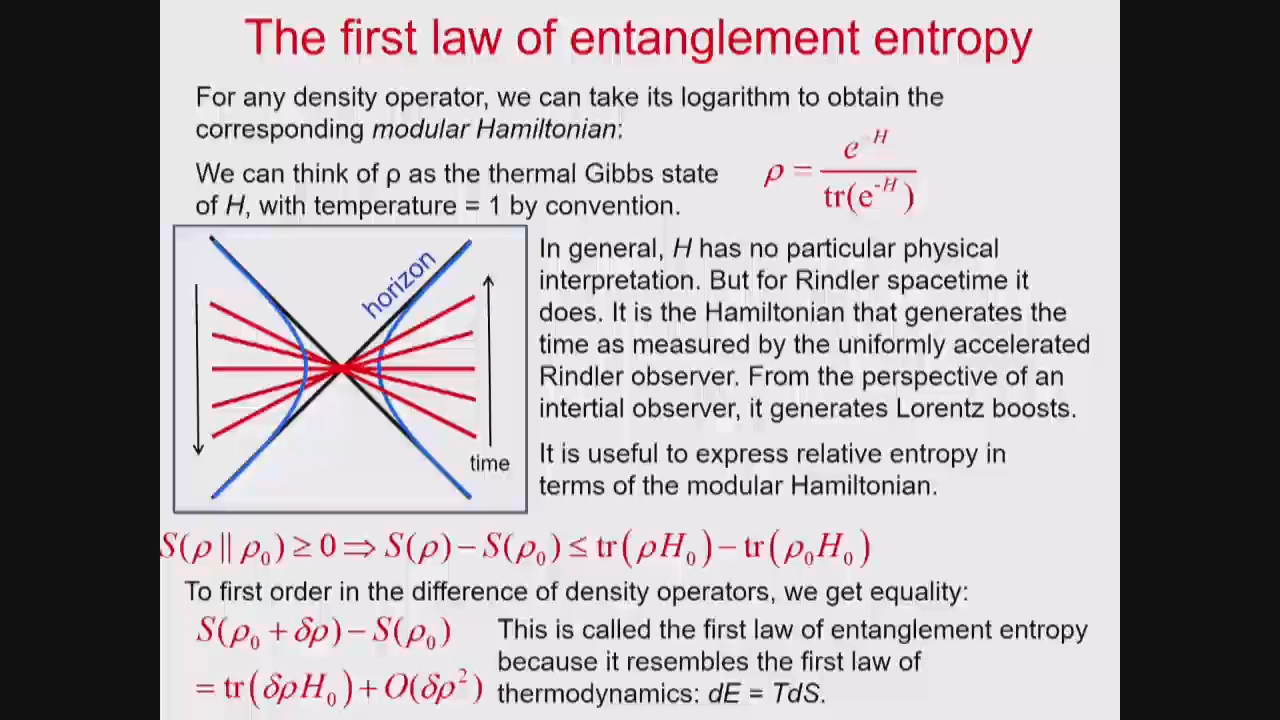 The first law of entanglement entropy
For any density operator, we can take its logarithm to obtain the
corresponding modular Hamiltonian:
ρ = e^{-H} / tr(e^{-H})
We can think of ρ as the thermal Gibbs state
of H, with temperature = 1 by convention.
horizon
time
In general, H has no particular physical
interpretation. But for Rindler spacetime it
does. It is the Hamiltonian that generates the
time as measured by the uniformly accelerated
Rindler observer. From the perspective of an
intertial observer, it generates Lorentz boosts.
It is useful to express relative entropy in
terms of the modular Hamiltonian.
S(ρ || ρ₀) ≥ 0 ⇒ S(ρ) − S(ρ₀) ≤ tr(ρH₀) − tr(ρ₀H₀)
To first order in the difference of density operators, we get equality:
S(ρ₀ + δρ) − S(ρ₀)
= tr(δρH₀) + O(δρ²)
This is called the first law of entanglement entropy
because it resembles the first law of
thermodynamics: dE = TdS.